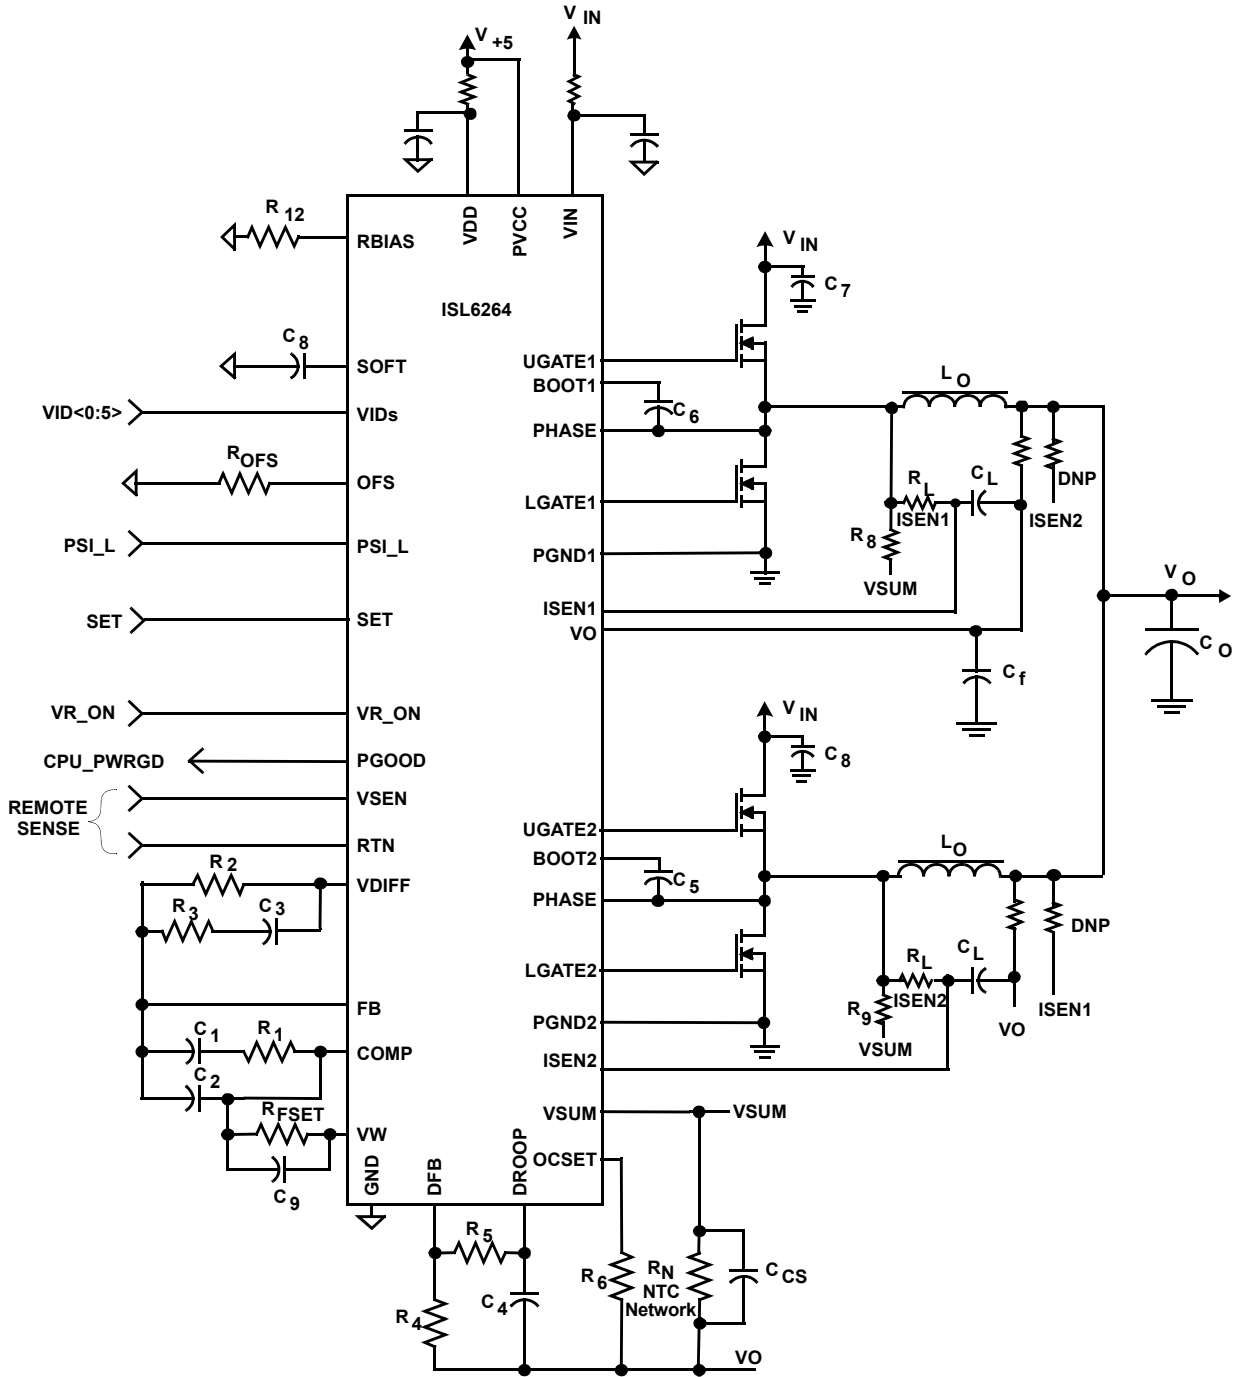 V IN
V +5
R 12
RBIAS
VDD
PVCC
VIN
ISL6264
V IN
C 7
C 8
SOFT
UGATE1
BOOT1
C 6
L O
VID<0:5>
VIDs
PHASE
R OFS
OFS
LGATE1
R L
C L
DNP
ISEN1
ISEN2
PSI_L
PSI_L
PGND1
R 8
VSUM
V O
ISEN1
SET
SET
VO
C O
C f
VR_ON
VR_ON
V IN
CPU_PWRGD
PGOOD
C 8
REMOTE
SENSE
VSEN
RTN
UGATE2
BOOT2
C 5
L O
R 2
VDIFF
PHASE
R 3
C 3
DNP
LGATE2
R L
C L
ISEN2
ISEN1
FB
R 9
VO
PGND2
C 1
R 1
COMP
VSUM
ISEN2
C 2
R FSET
VW
VSUM
VSUM
C 9
GND
DFB
DROOP
OCSET
R 5
R 6
R N
NTC
Network
C CS
R 4
C 4
VO